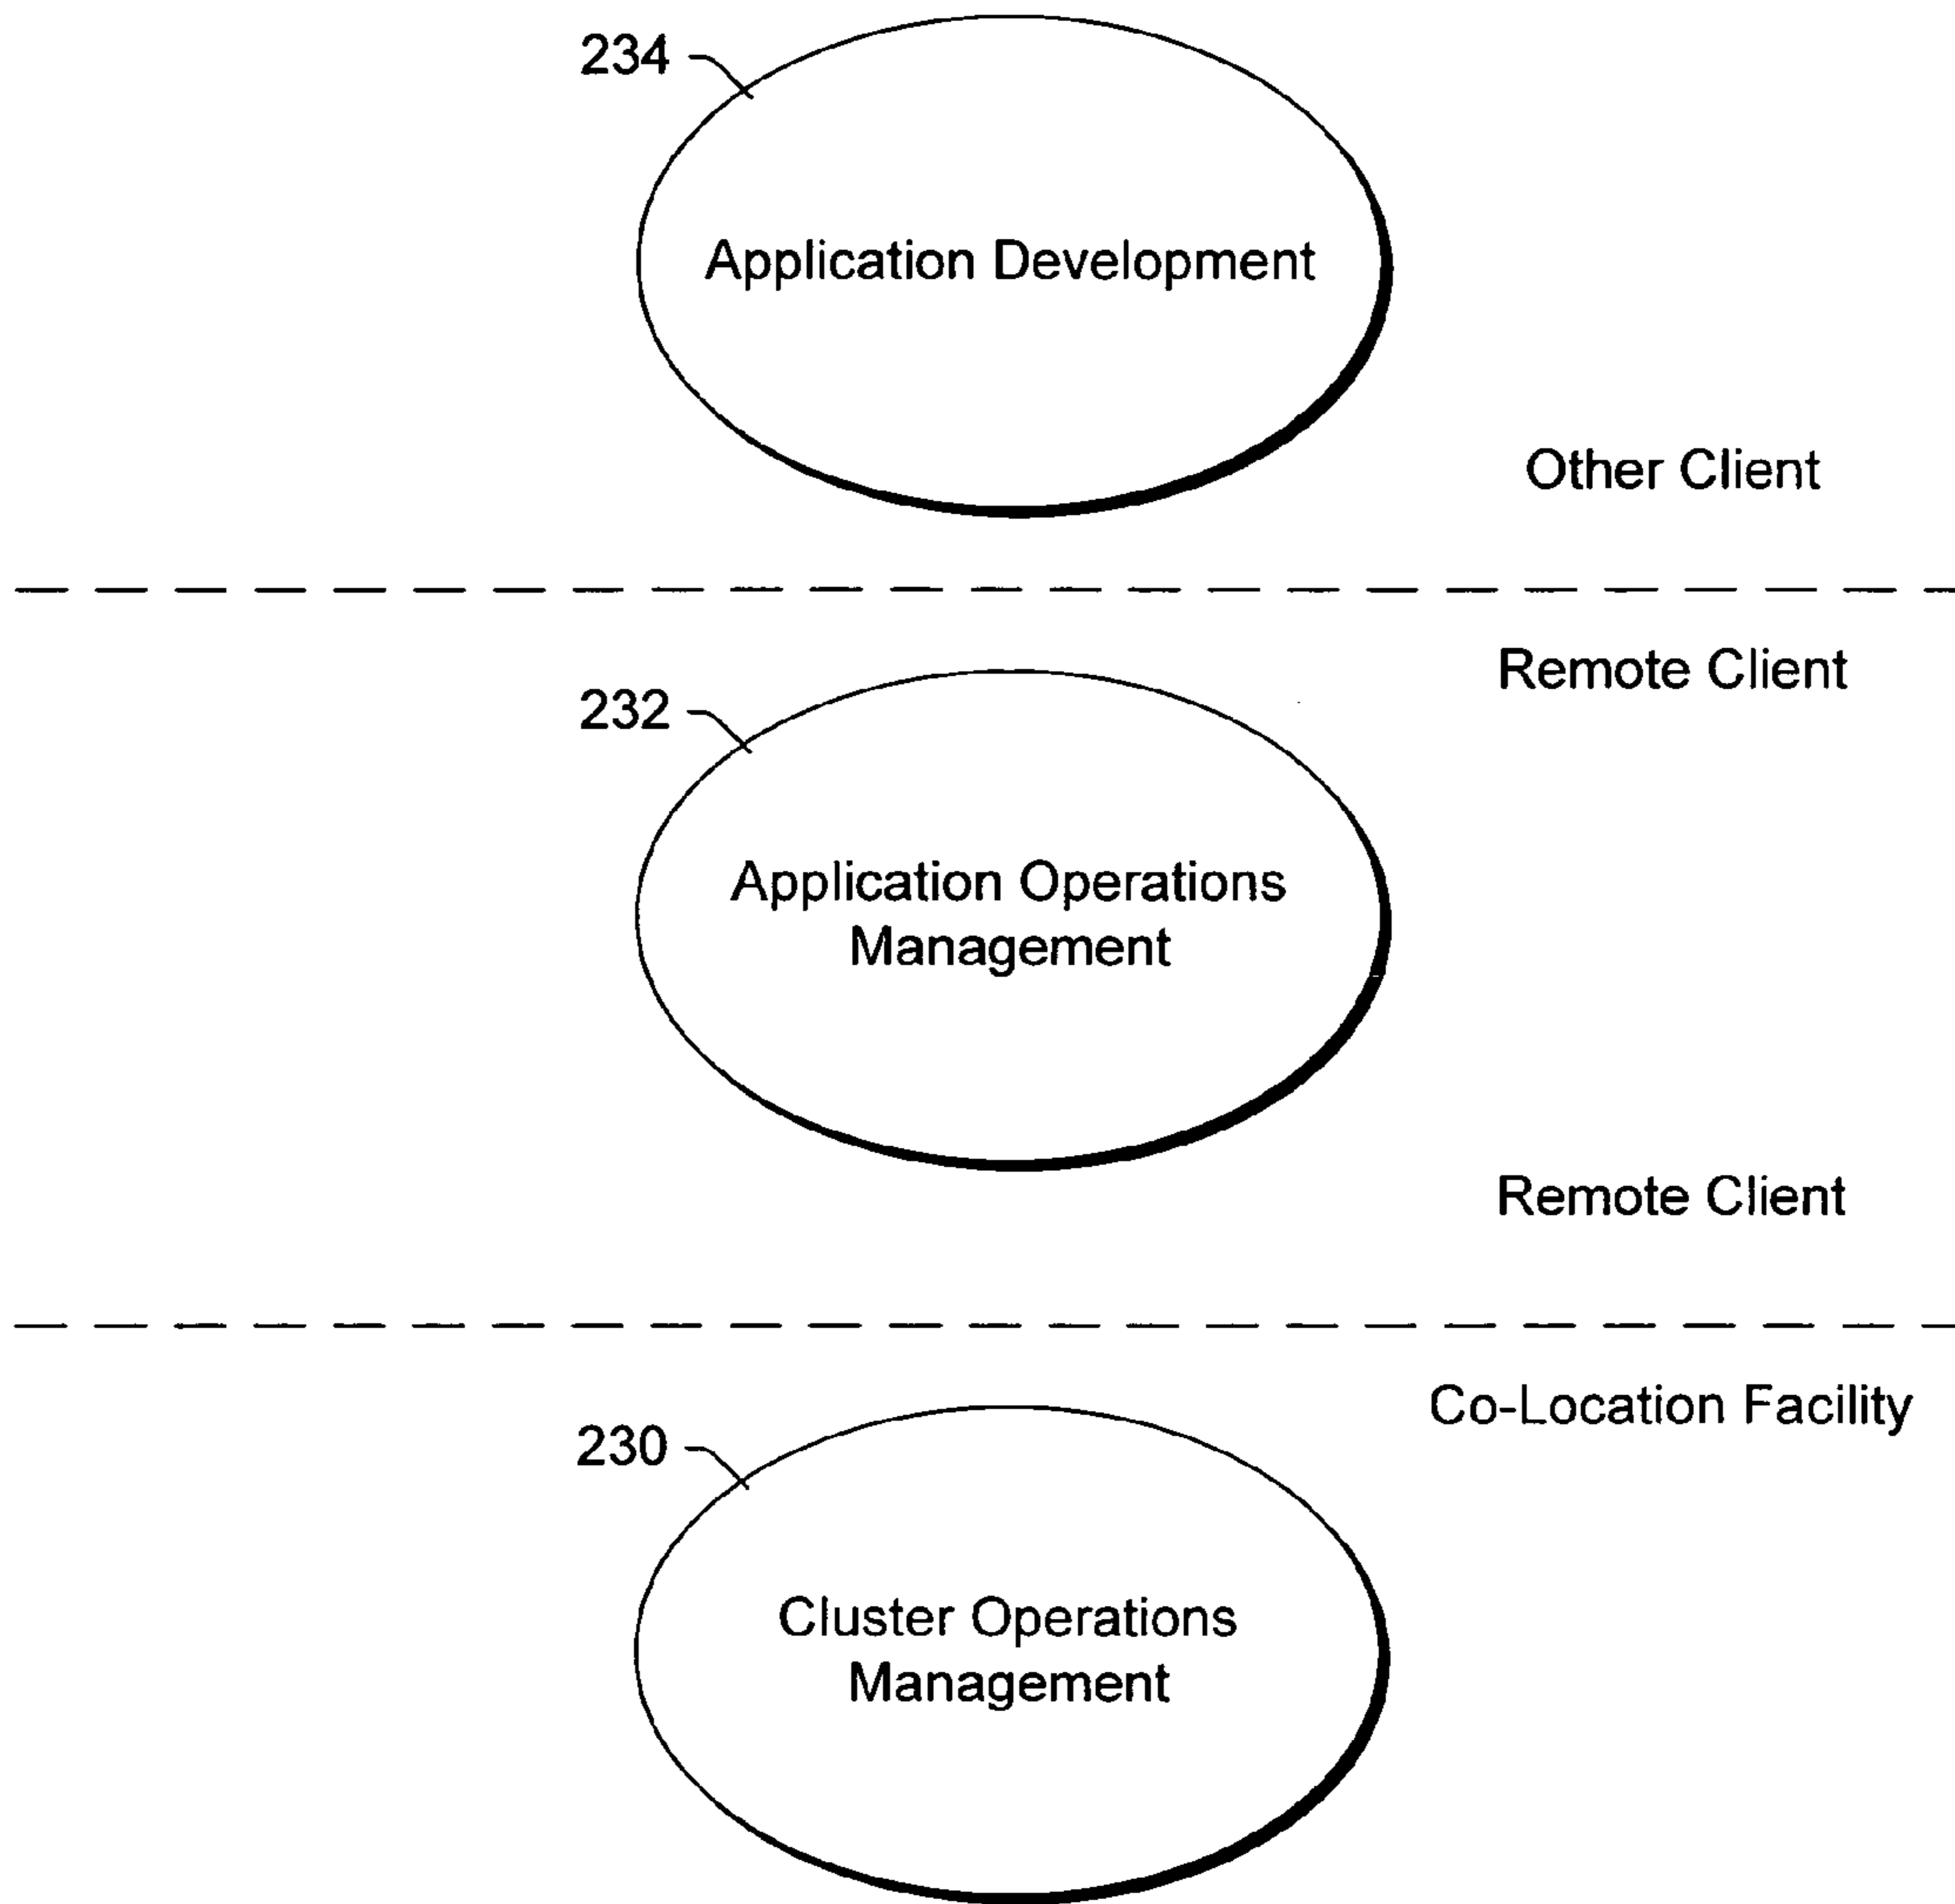 234
Application Development
Other Client
Remote Client
232
Application Operations
Management
Remote Client
Co-Location Facility
230
Cluster Operations
Management